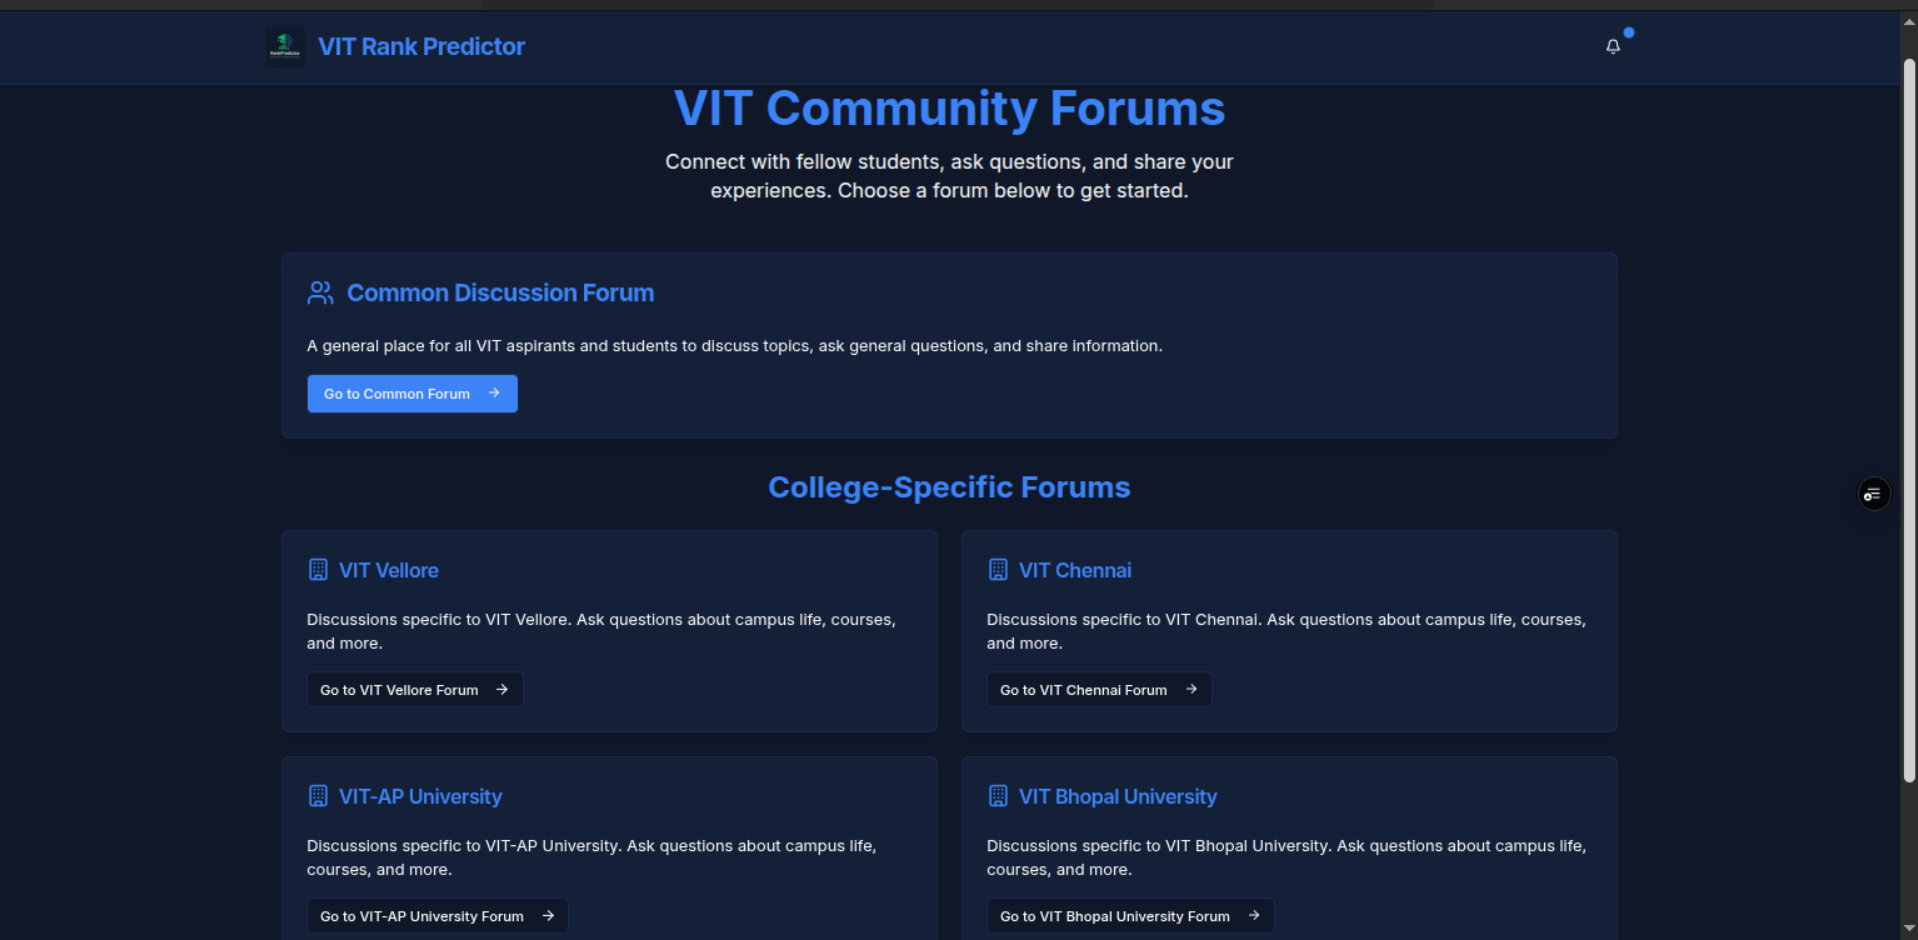 VIT Rank Predictor
VIT Community Forums
Connect with fellow students, ask questions, and share your
experiences. Choose a forum below to get started.
Common Discussion Forum
A general place for all VIT aspirants and students to discuss topics, ask general questions, and share information.
Go to Common Forum
College-Specific Forums
VIT Vellore
Discussions specific to VIT Vellore. Ask questions about campus life, courses,
and more.
Go to VIT Vellore Forum
VIT Chennai
Discussions specific to VIT Chennai. Ask questions about campus life, courses,
and more.
Go to VIT Chennai Forum
VIT-AP University
Discussions specific to VIT-AP University. Ask questions about campus life,
courses, and more.
Go to VIT-AP University Forum
VIT Bhopal University
Discussions specific to VIT Bhopal University. Ask questions about campus life,
courses, and more.
Go to VIT Bhopal University Forum